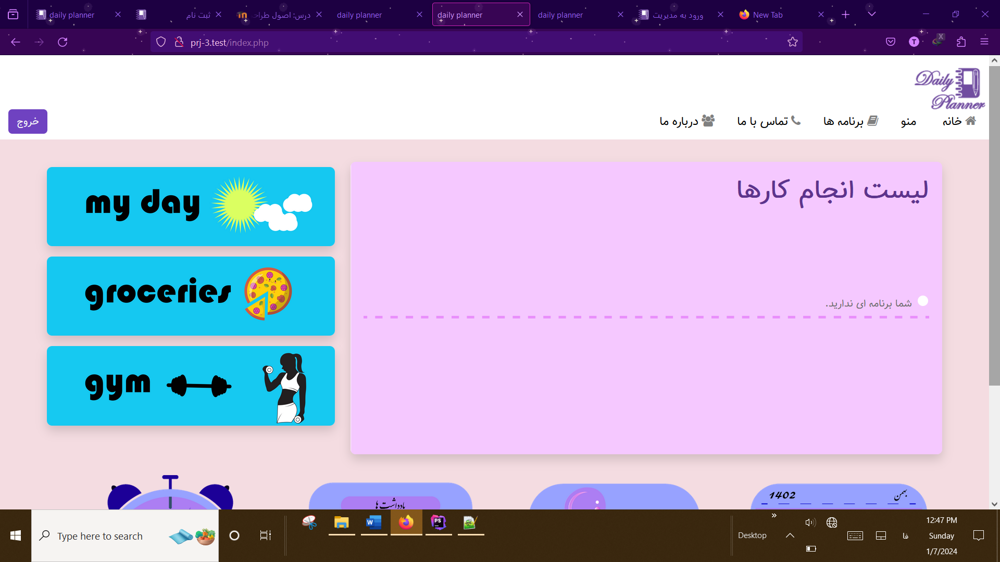 daily planner
ثبت نام
درس: اصول طراح
daily planner
daily planner
daily planner
ورود به مدیریت
New Tab
prj-3.test/index.php
T
X
Daily
Planner
خانه
منو
برنامه ها
تماس با ما
درباره ما
خروج
لیست انجام کارها
شما برنامه ای ندارید.
my day
groceries
gym
یادداشت ها
بهمن
1402
Type here to search
W
PS
Desktop
فا
12:47 PM
Sunday
1/7/2024